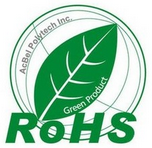 AcBel Polytech Inc.
Green Product
RoHS